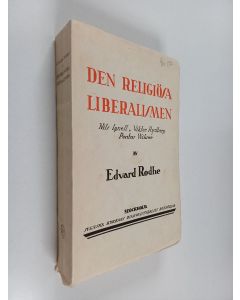 DEN RELIGIÖSA
LIBERALISMEN
Nils Ignell – Viktor Rydberg
Pontus Wikner
AV
Edvard Rodhe
STOCKHOLM